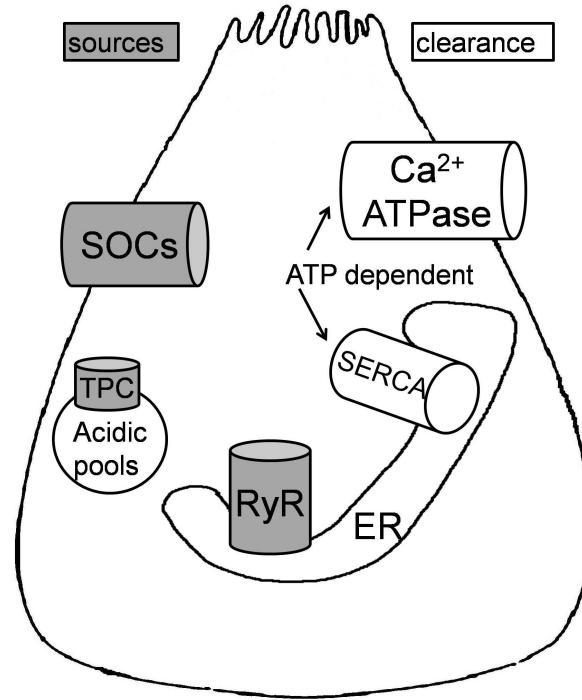 sources
clearance
Ca²⁺
ATPase
SOCs
ATP dependent
SERCA
TPC
Acidic
pools
RyR
ER